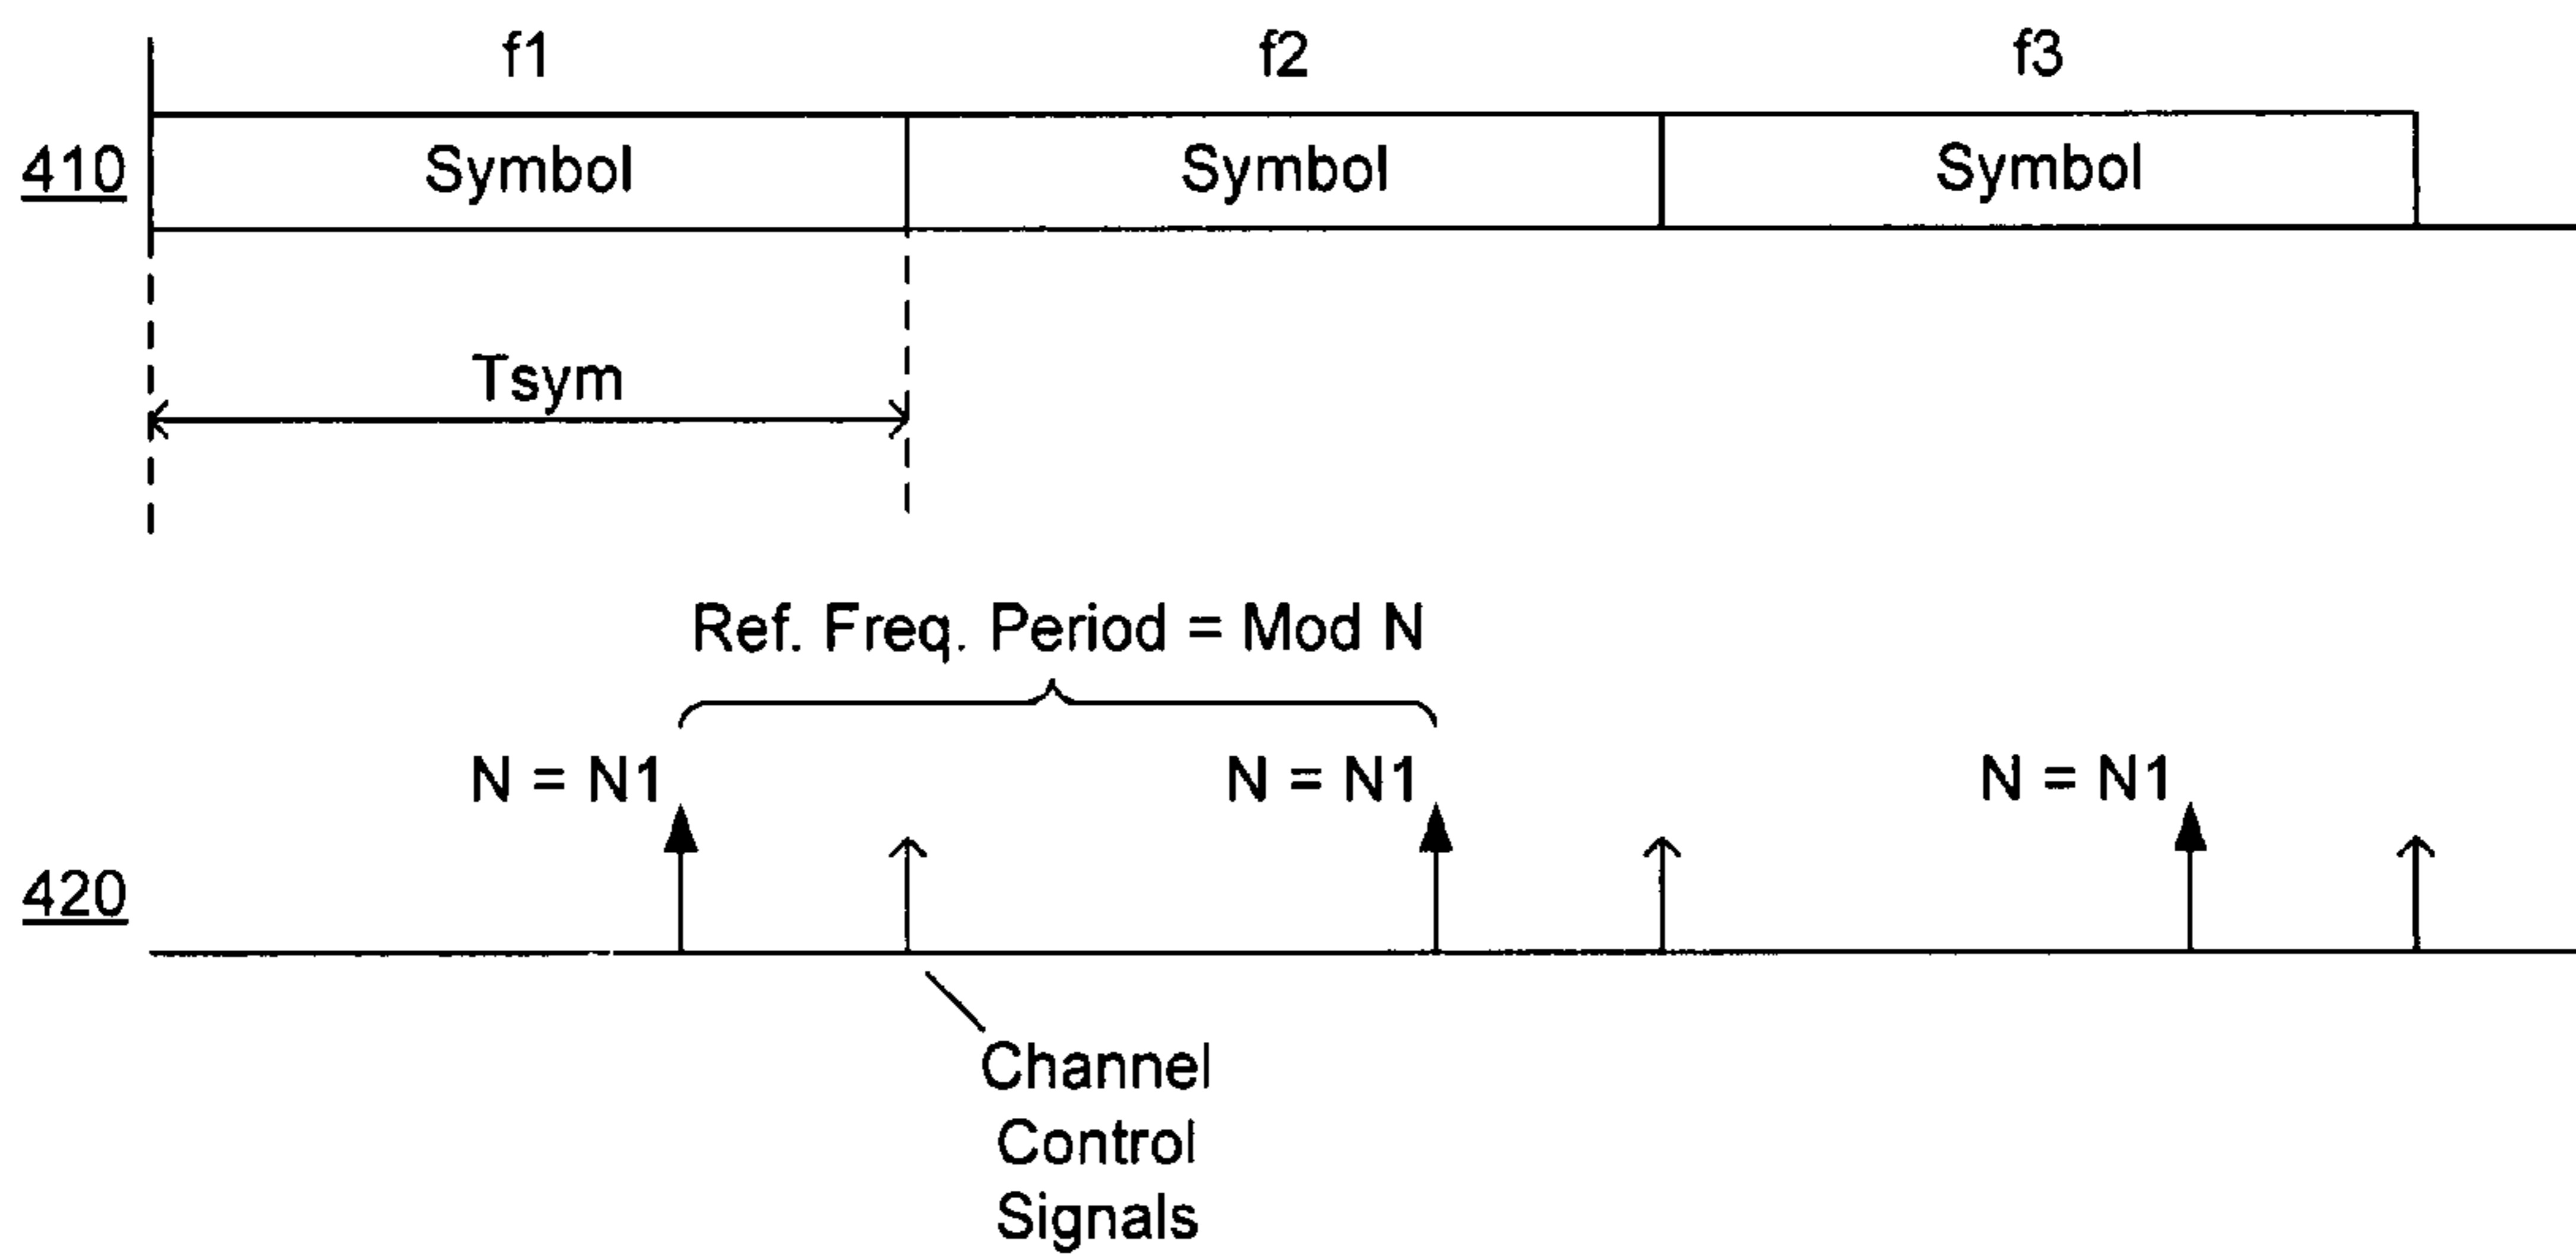 f1 f2 f3
410 Symbol Symbol Symbol
Tsym
Ref. Freq. Period = Mod N
N = N1 N = N1 N = N1
420
Channel
Control
Signals